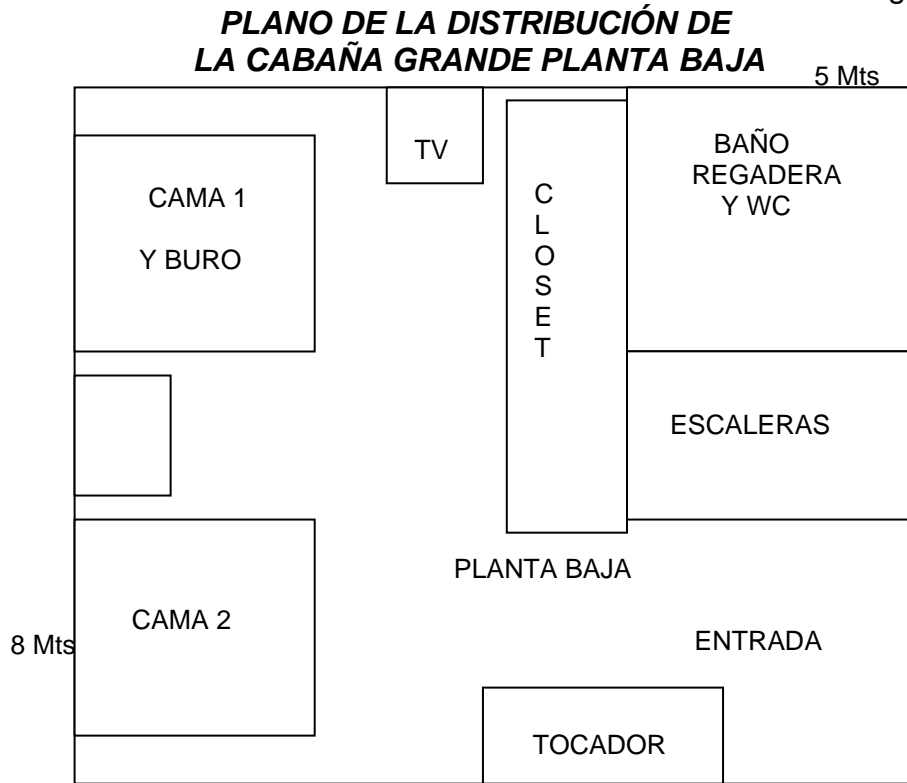 PLANO DE LA DISTRIBUCIÓN DE
LA CABAÑA GRANDE PLANTA BAJA
5 Mts
TV
BAÑO
REGADERA
Y WC
CAMA 1
Y BURO
C
L
O
S
E
T
ESCALERAS
PLANTA BAJA
CAMA 2
8 Mts
ENTRADA
TOCADOR